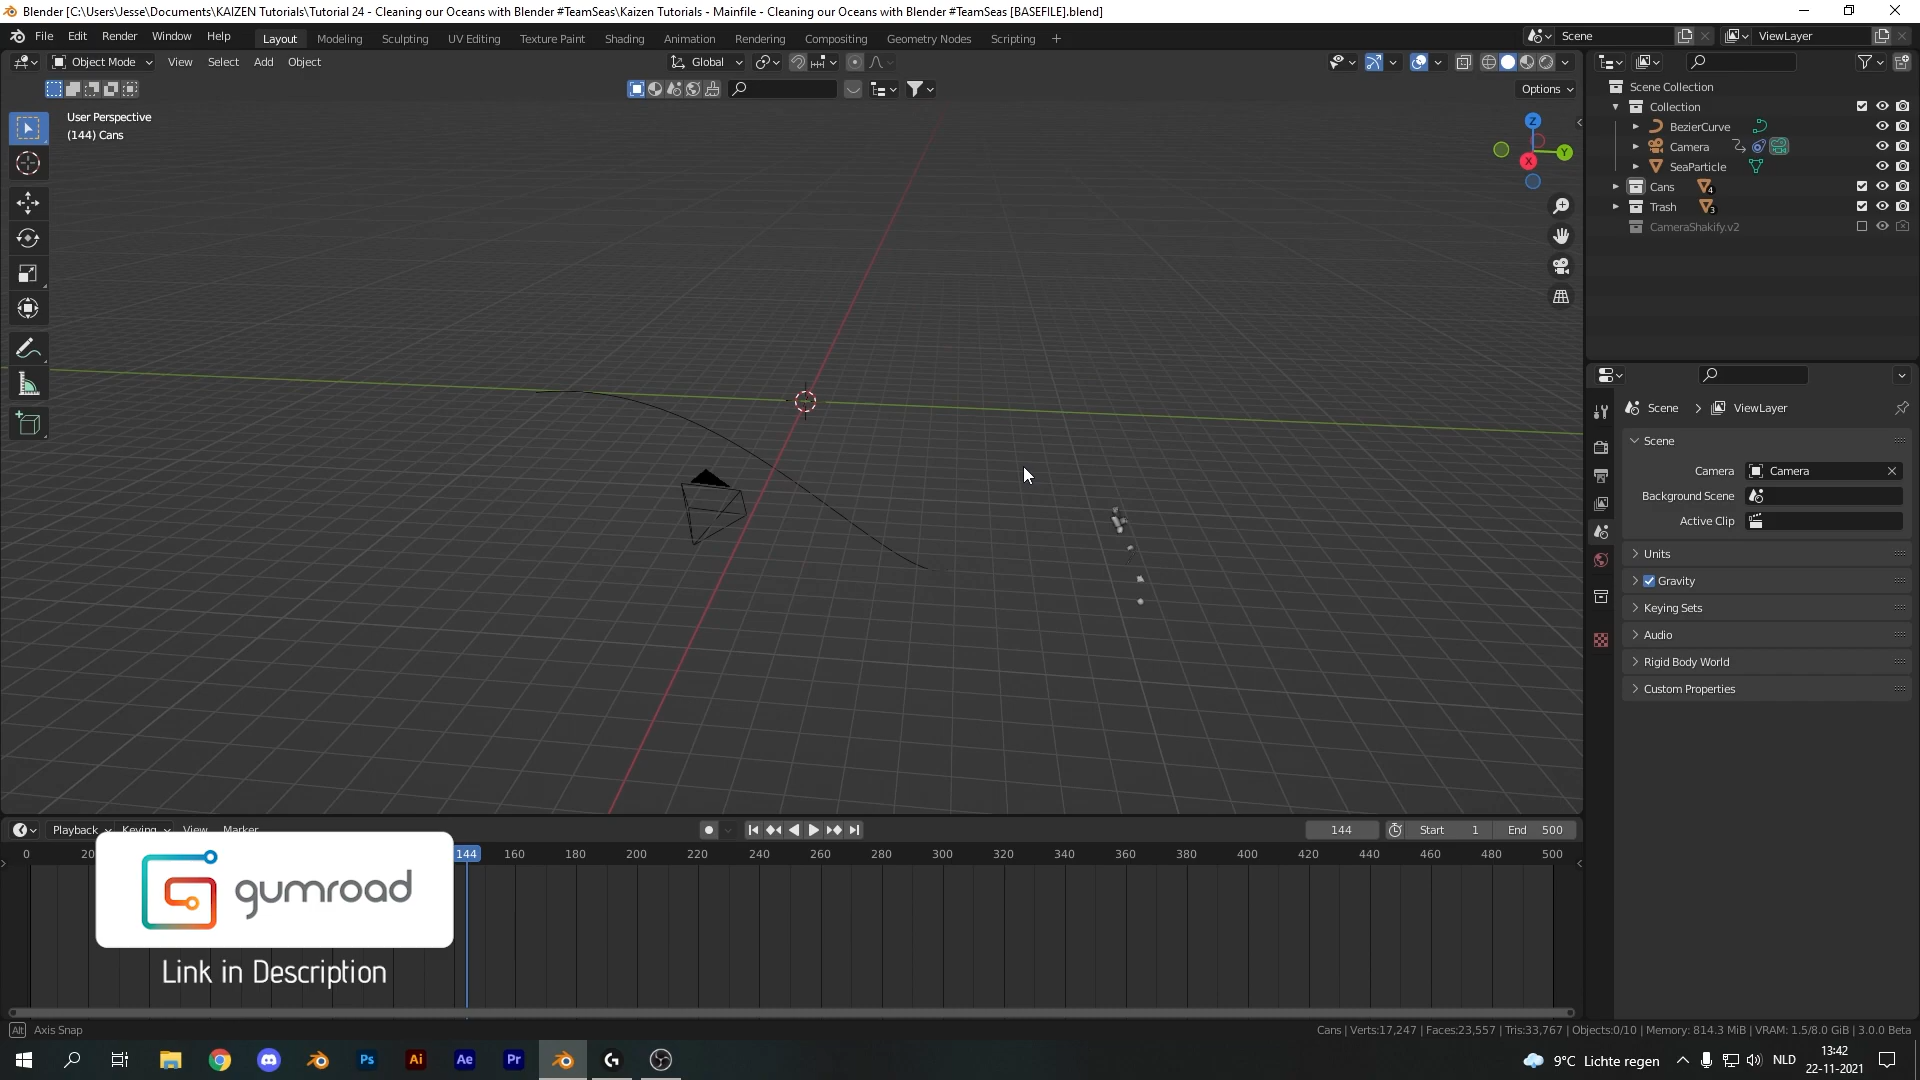 Blender [C:\Users\Jesse\Documents\KAIZEN Tutorials\Tutorial 24 - Cleaning our Oceans with Blender #TeamSeas\Kaizen Tutorials - Mainfile - Cleaning our Oceans with Blender #TeamSeas [BASEFILE].blend]
File Edit Render Window Help Layout Modeling Sculpting UV Editing Texture Paint Shading Animation Rendering Compositing Geometry Nodes Scripting + Scene ViewLayer
Object Mode View Select Add Object Global
Options
User Perspective
(144) Cans
Z
Y
X
Scene Collection
Collection
BezierCurve
Camera
SeaParticle
Cans 4
Trash 3
CameraShakify.v2
Scene > ViewLayer
Scene
Camera Camera
Background Scene
Active Clip
Units
Gravity
Keying Sets
Audio
Rigid Body World
Custom Properties
Playback Keying View Marker 144 Start 1 End 500
0 20 144 160 180 200 220 240 260 280 300 320 340 360 380 400 420 440 460 480 500
gumroad
Link in Description
Alt Axis Snap
Cans | Verts:17,247 | Faces:23,557 | Tris:33,767 | Objects:0/10 | Memory: 814.3 MiB | VRAM: 1.5/8.0 GiB | 3.0.0 Beta
Ps Ai Ae Pr
9°C Lichte regen NLD
13:42
22-11-2021